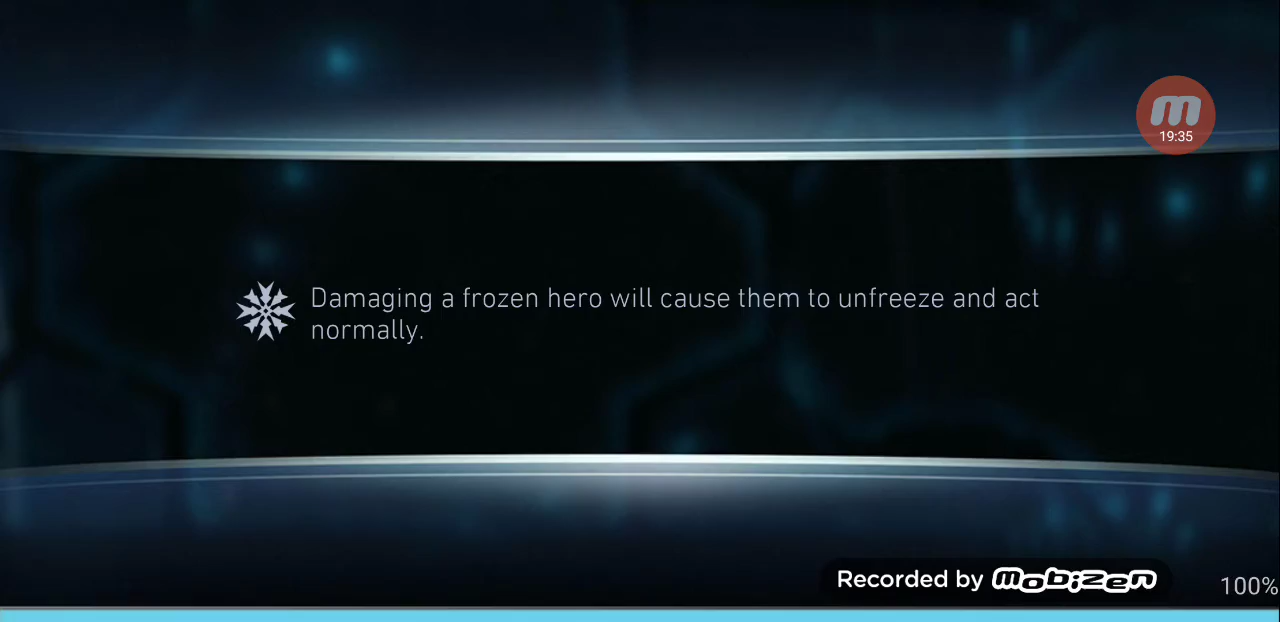 m
19:35
Damaging a frozen hero will cause them to unfreeze and act
normally.
Recorded by mobizen
100%